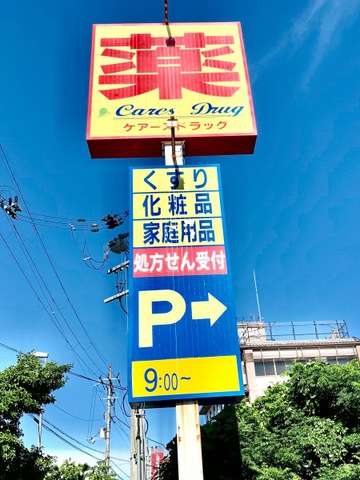 薬
Cares Drug
ケアーズドラッグ
くすり
化粧品
家庭用品
処方せん受付
P→
9:00~